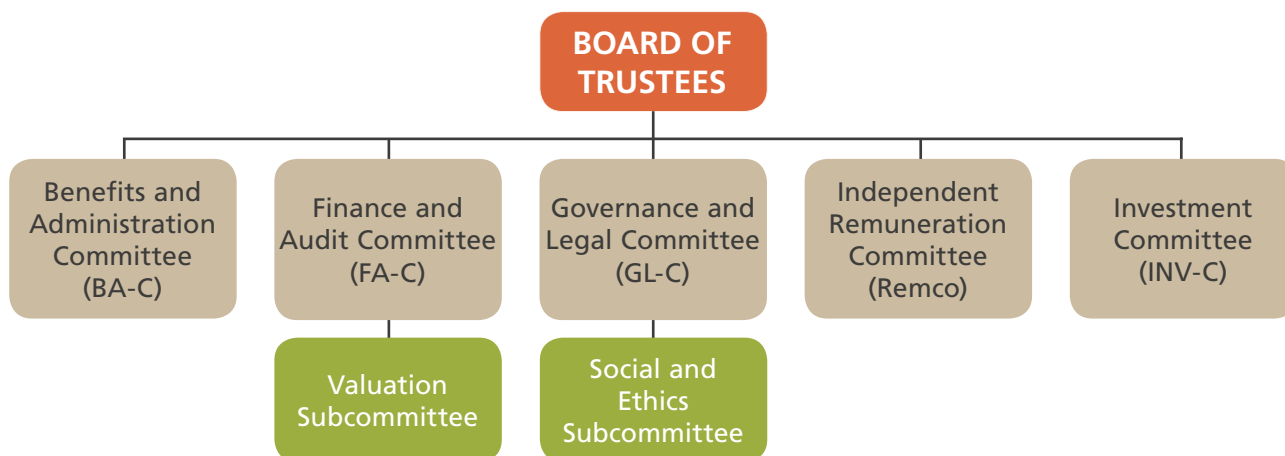 BOARD OF
TRUSTEES
Benefits and
Administration
Committee
(BA-C)
Finance and
Audit Committee
(FA-C)
Governance and
Legal Committee
(GL-C)
Independent
Remuneration
Committee
(Remco)
Investment
Committee
(INV-C)
Valuation
Subcommittee
Social and
Ethics
Subcommittee